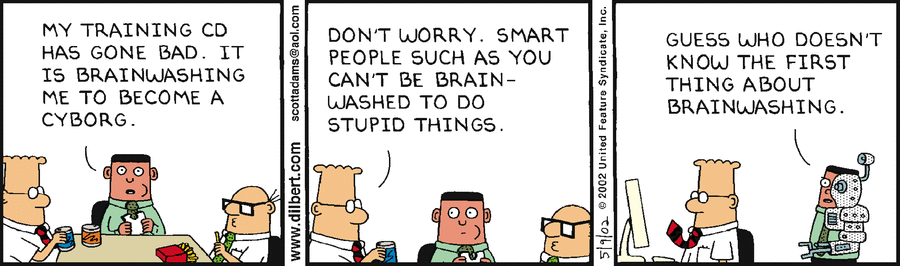 MY TRAINING CD
HAS GONE BAD. IT
IS BRAINWASHING
ME TO BECOME A
CYBORG.
www.dilbert.com
scottadams@aol.com
DON'T WORRY. SMART
PEOPLE SUCH AS YOU
CAN'T BE BRAIN-
WASHED TO DO
STUPID THINGS.
5/9/02 © 2002 United Feature Syndicate, Inc.
GUESS WHO DOESN'T
KNOW THE FIRST
THING ABOUT
BRAINWASHING.